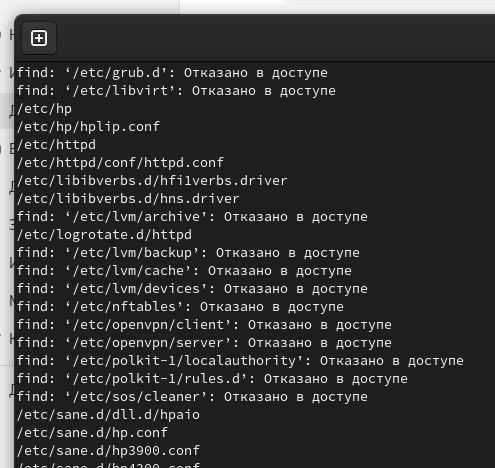 find: ‘/etc/grub.d’: Отказано в доступе
find: ‘/etc/libvirt’: Отказано в доступе
/etc/hp
/etc/hp/hplip.conf
/etc/httpd
/etc/httpd/conf/httpd.conf
/etc/libibverbs.d/hfi1verbs.driver
/etc/libibverbs.d/hns.driver
find: ‘/etc/lvm/archive’: Отказано в доступе
/etc/logrotate.d/httpd
find: ‘/etc/lvm/backup’: Отказано в доступе
find: ‘/etc/lvm/cache’: Отказано в доступе
find: ‘/etc/lvm/devices’: Отказано в доступе
find: ‘/etc/nftables’: Отказано в доступе
find: ‘/etc/openvpn/client’: Отказано в доступе
find: ‘/etc/openvpn/server’: Отказано в доступе
find: ‘/etc/polkit-1/localauthority’: Отказано в доступе
find: ‘/etc/polkit-1/rules.d’: Отказано в доступе
find: ‘/etc/sos/cleaner’: Отказано в доступе
/etc/sane.d/dll.d/hpaio
/etc/sane.d/hp.conf
/etc/sane.d/hp3900.conf
/etc/sane.d/hp4200.conf